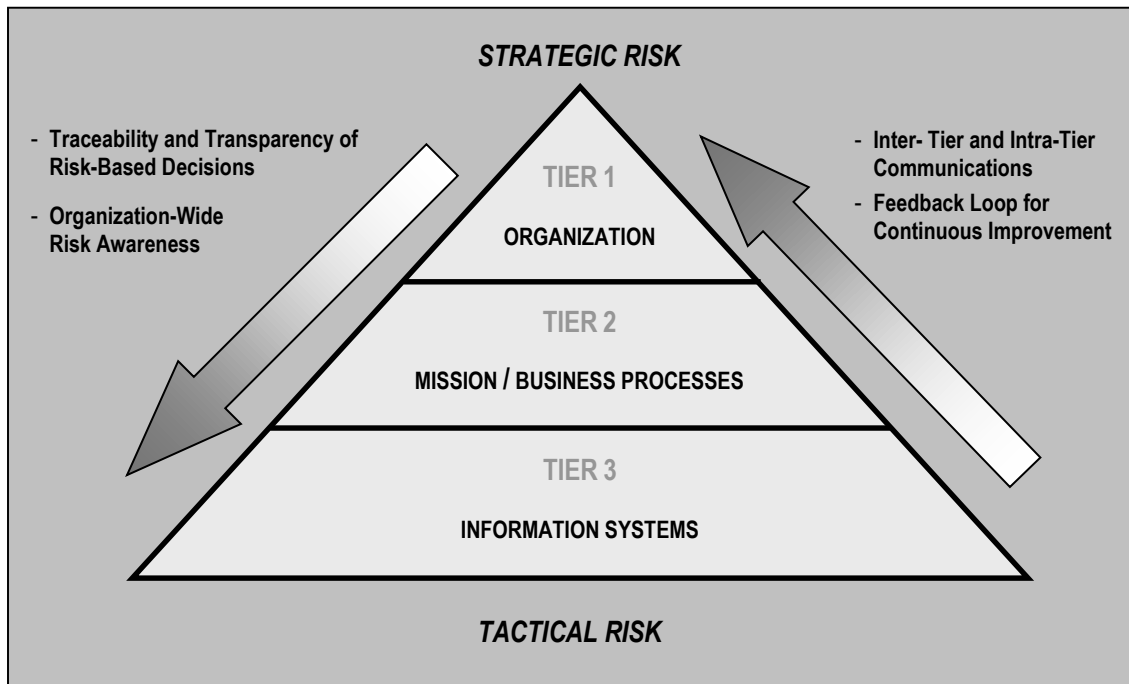 STRATEGIC RISK
- Traceability and Transparency of
Risk-Based Decisions
- Organization-Wide
Risk Awareness
- Inter- Tier and Intra-Tier
Communications
- Feedback Loop for
Continuous Improvement
TIER 1
ORGANIZATION
TIER 2
MISSION / BUSINESS PROCESSES
TIER 3
INFORMATION SYSTEMS
TACTICAL RISK